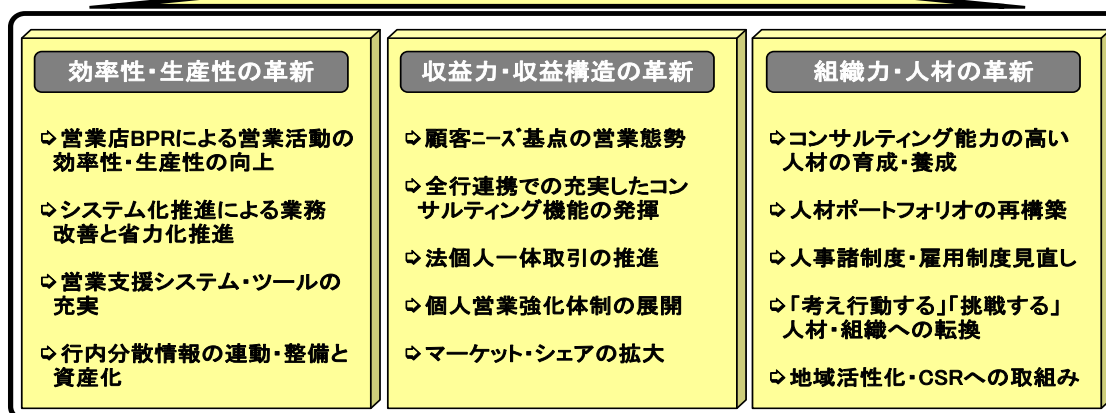 効率性・生産性の革新
➩営業店BPRによる営業活動の
効率性・生産性の向上
➩システム化推進による業務
改善と省力化推進
➩営業支援システム・ツールの
充実
➩行内分散情報の連動・整備と
資産化
収益力・収益構造の革新
➩顧客ニーズ基点の営業態勢
➩全行連携での充実したコン
サルティング機能の発揮
➩法個人一体取引の推進
➩個人営業強化体制の展開
➩マーケット・シェアの拡大
組織力・人材の革新
➩コンサルティング能力の高い
人材の育成・養成
➩人材ポートフォリオの再構築
➩人事諸制度・雇用制度見直し
➩「考え行動する」「挑戦する」
人材・組織への転換
➩地域活性化・CSRへの取組み